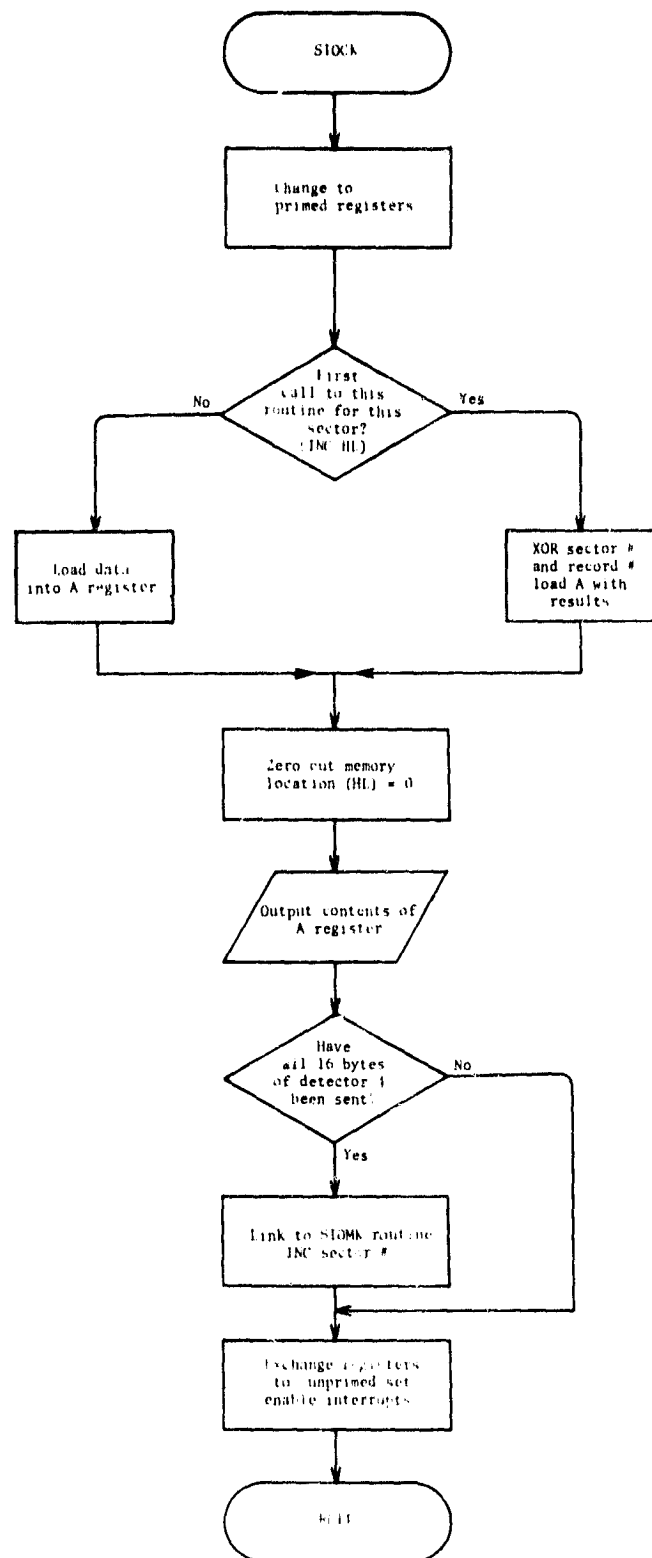 SIOCK
Change to
primed registers
First
call to this
routine for this
sector?
(INC HL)
No
Yes
Load data
into A register
XOR sector #
and record #
load A with
results
Zero out memory
location (HL) = 0
Output contents of
A register
Have
all 16 bytes
of detector 4
been sent?
No
Yes
Link to SIOMK routine
INC sector #
Exchange registers
to unprimed set
enable interrupts